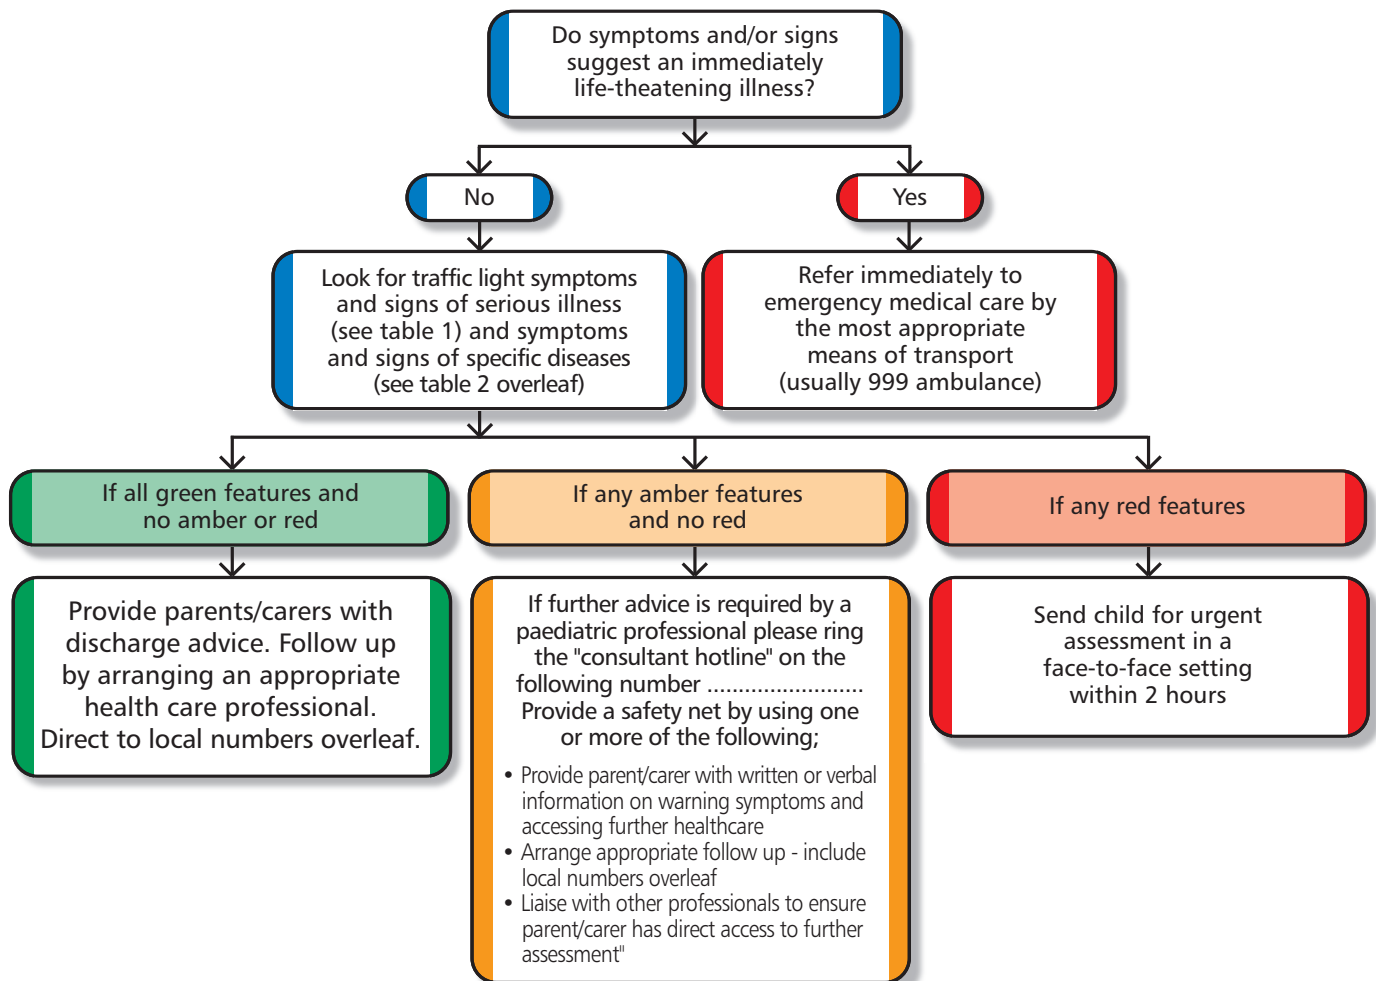 Do symptoms and/or signs
suggest an immediately
life-theatening illness?
No
Yes
Look for traffic light symptoms
and signs of serious illness
(see table 1) and symptoms
and signs of specific diseases
(see table 2 overleaf)
Refer immediately to
emergency medical care by
the most appropriate
means of transport
(usually 999 ambulance)
If all green features and
no amber or red
If any amber features
and no red
If any red features
Provide parents/carers with
discharge advice. Follow up
by arranging an appropriate
health care professional.
Direct to local numbers overleaf.
If further advice is required by a
paediatric professional please ring
the "consultant hotline" on the
following number .........................
Provide a safety net by using one
or more of the following;
• Provide parent/carer with written or verbal
information on warning symptoms and
accessing further healthcare
• Arrange appropriate follow up - include
local numbers overleaf
• Liaise with other professionals to ensure
parent/carer has direct access to further
assessment"
Send child for urgent
assessment in a
face-to-face setting
within 2 hours